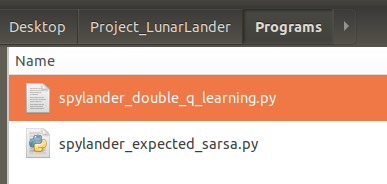 Desktop Project_LunarLander Programs
Name
spylander_double_q_learning.py
spylander_expected_sarsa.py